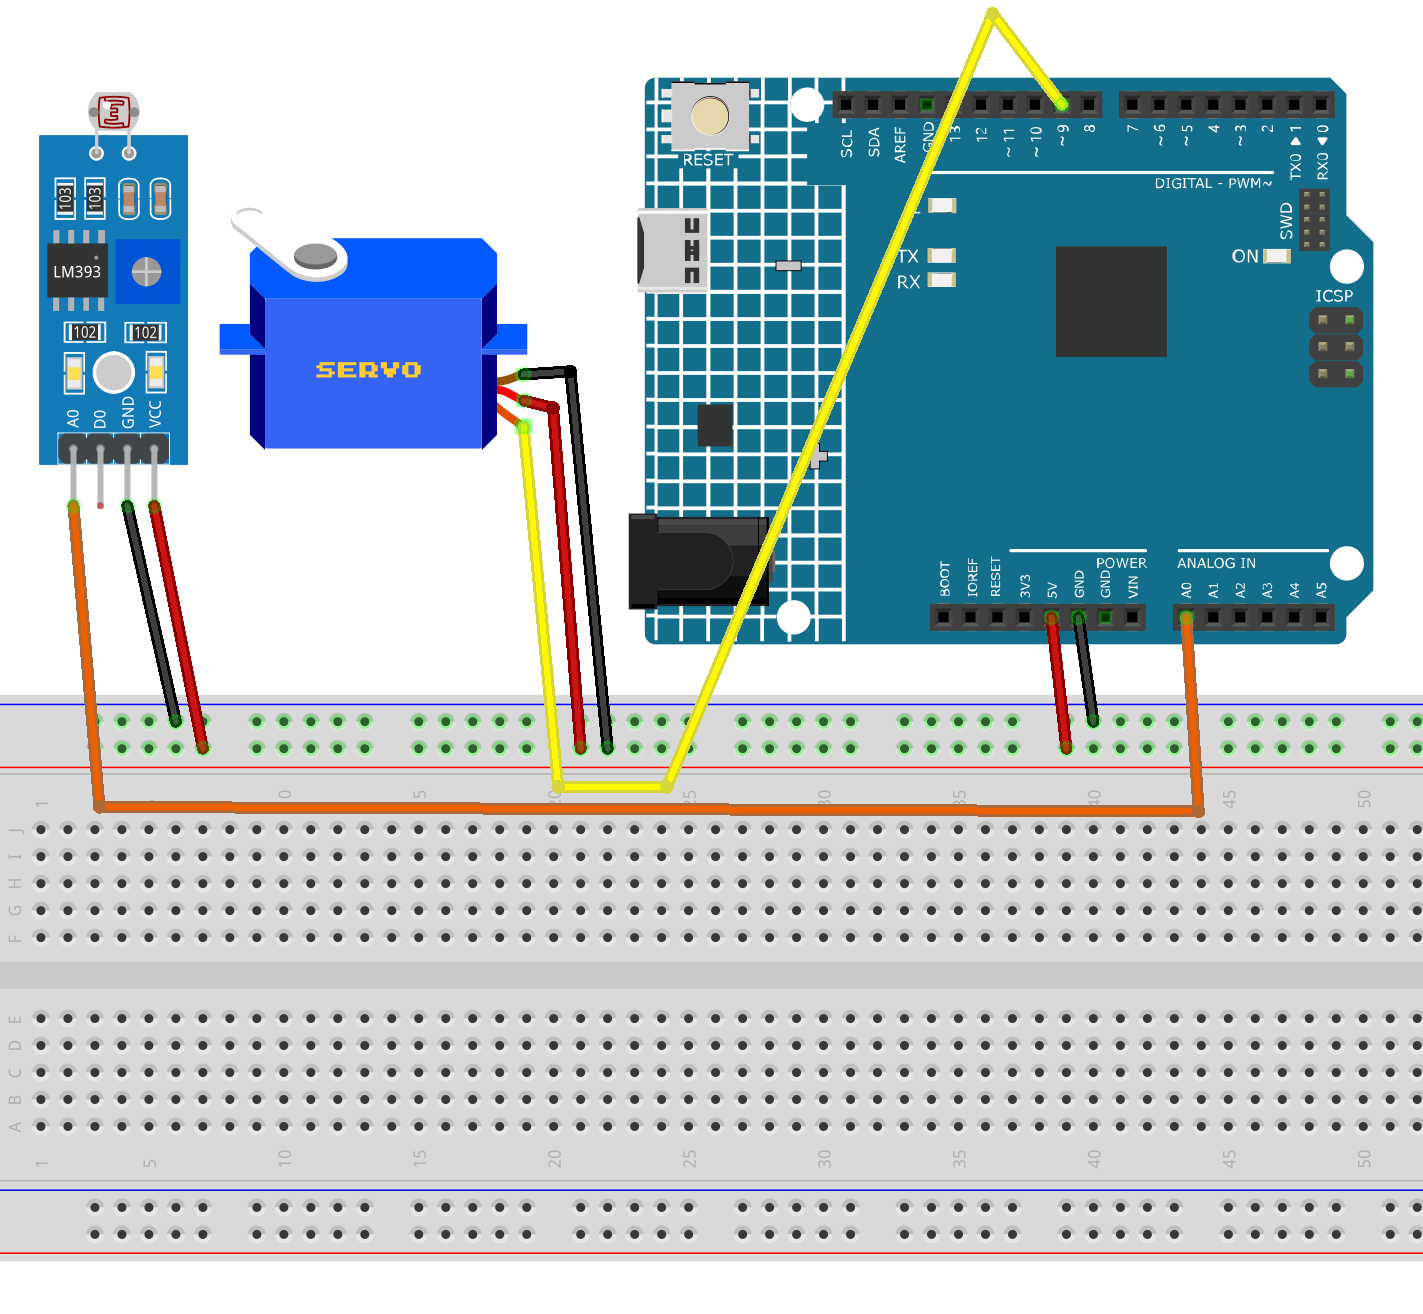 RESET
SCL
SDA
AREF
GND
13
12
~11
~10
~9
8
7
~6
~5
4
~3
2
TX0 ▶ 1
RX0 ◀ 0
DIGITAL - PWM~
SWD
L
TX
RX
ON
ICSP
103
103
LM393
102
102
A0
D0
GND
VCC
SERVO
BOOT
IOREF
RESET
3V3
5V
GND
GND
VIN
POWER
ANALOG IN
A0
A1
A2
A3
A4
A5
1
0
5
20
25
30
35
40
45
50
J
I
H
G
F
E
D
C
B
A
1
5
10
15
20
25
30
35
40
45
50